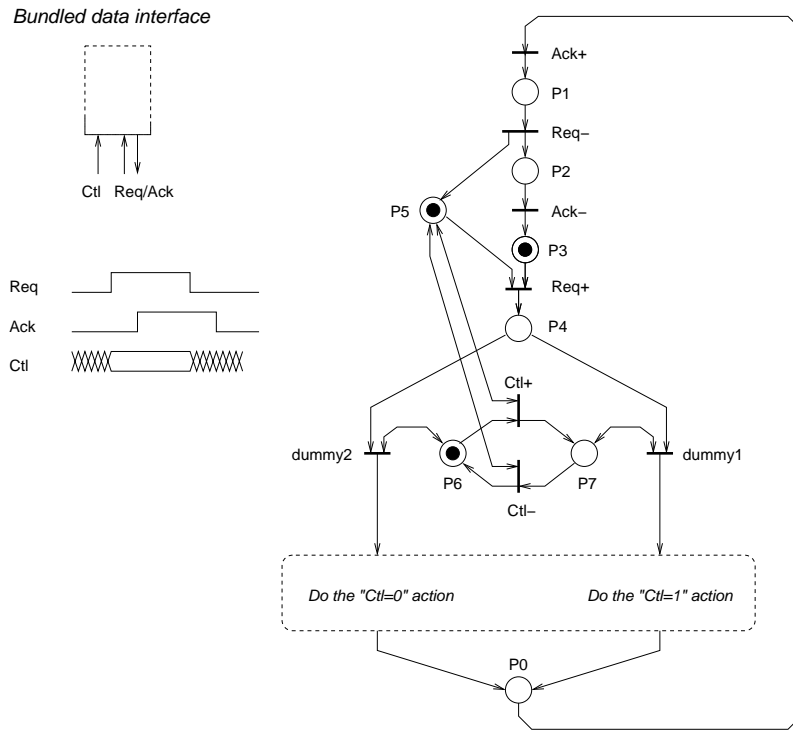 Bundled data interface
Ctl Req/Ack
Req
Ack
Ctl
Ack+
P1
Req–
P2
P5
Ack–
P3
Req+
P4
Ctl+
dummy2
P6
P7
dummy1
Ctl–
Do the "Ctl=0" action
Do the "Ctl=1" action
P0